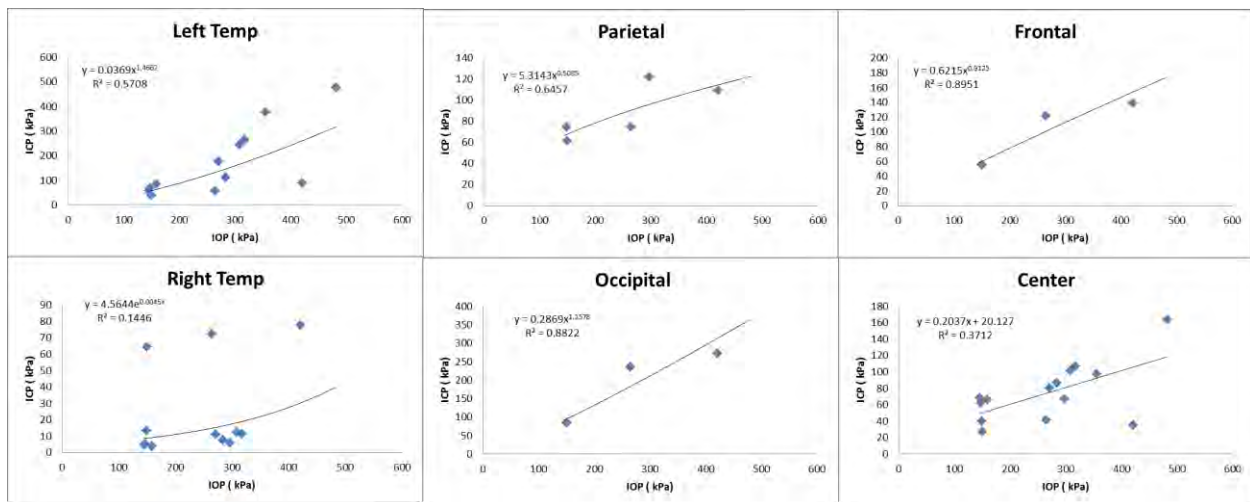 Left Temp
y = 0.0369x^1.4662
R² = 0.5708
600
500
400
300
200
100
0
0 100 200 300 400 500 600
ICP ( kPa)
IOP ( kPa)
Parietal
y = 5.3143x^0.5085
R² = 0.6457
140
120
100
80
60
40
20
0
0 100 200 300 400 500 600
ICP ( kPa)
IOP ( kPa)
Frontal
y = 0.6215x^0.9125
R² = 0.8951
200
180
160
140
120
100
80
60
40
20
0
0 100 200 300 400 500 600
ICP ( kPa)
IOP ( kPa)
Right Temp
y = 4.5644e^0.0045x
R² = 0.1446
90
80
70
60
50
40
30
20
10
0
0 100 200 300 400 500 600
ICP ( kPa)
IOP ( kPa)
Occipital
y = 0.2869x^1.1578
R² = 0.8822
400
350
300
250
200
150
100
50
0
0 100 200 300 400 500 600
ICP ( kPa)
IOP ( kPa)
Center
y = 0.2037x + 20.127
R² = 0.3712
180
160
140
120
100
80
60
40
20
0
0 100 200 300 400 500 600
ICP ( kPa)
IOP ( kPa)